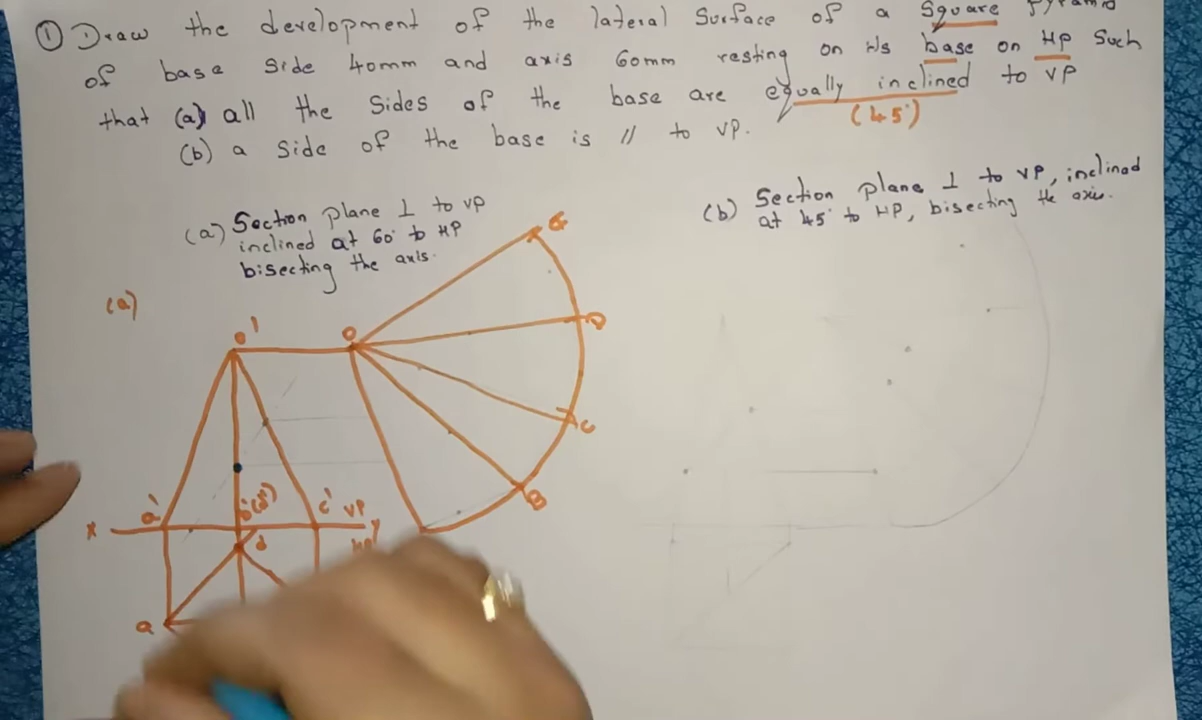 ① Draw the development of the lateral Surface of a Square pyramid
of base side 40mm and axis 60mm resting on its base on HP such
that (a) all the sides of the base are equally inclined to VP
(45°)
(b) a side of the base is // to VP.
(a) Section plane ⊥ to VP
inclined at 60° to HP
bisecting the axis.
(b) Section plane ⊥ to VP, inclined
at 45° to HP, bisecting the axis.
(a)
o' O
D
C
B
a' b'(d') c' VP
X Y
d
a